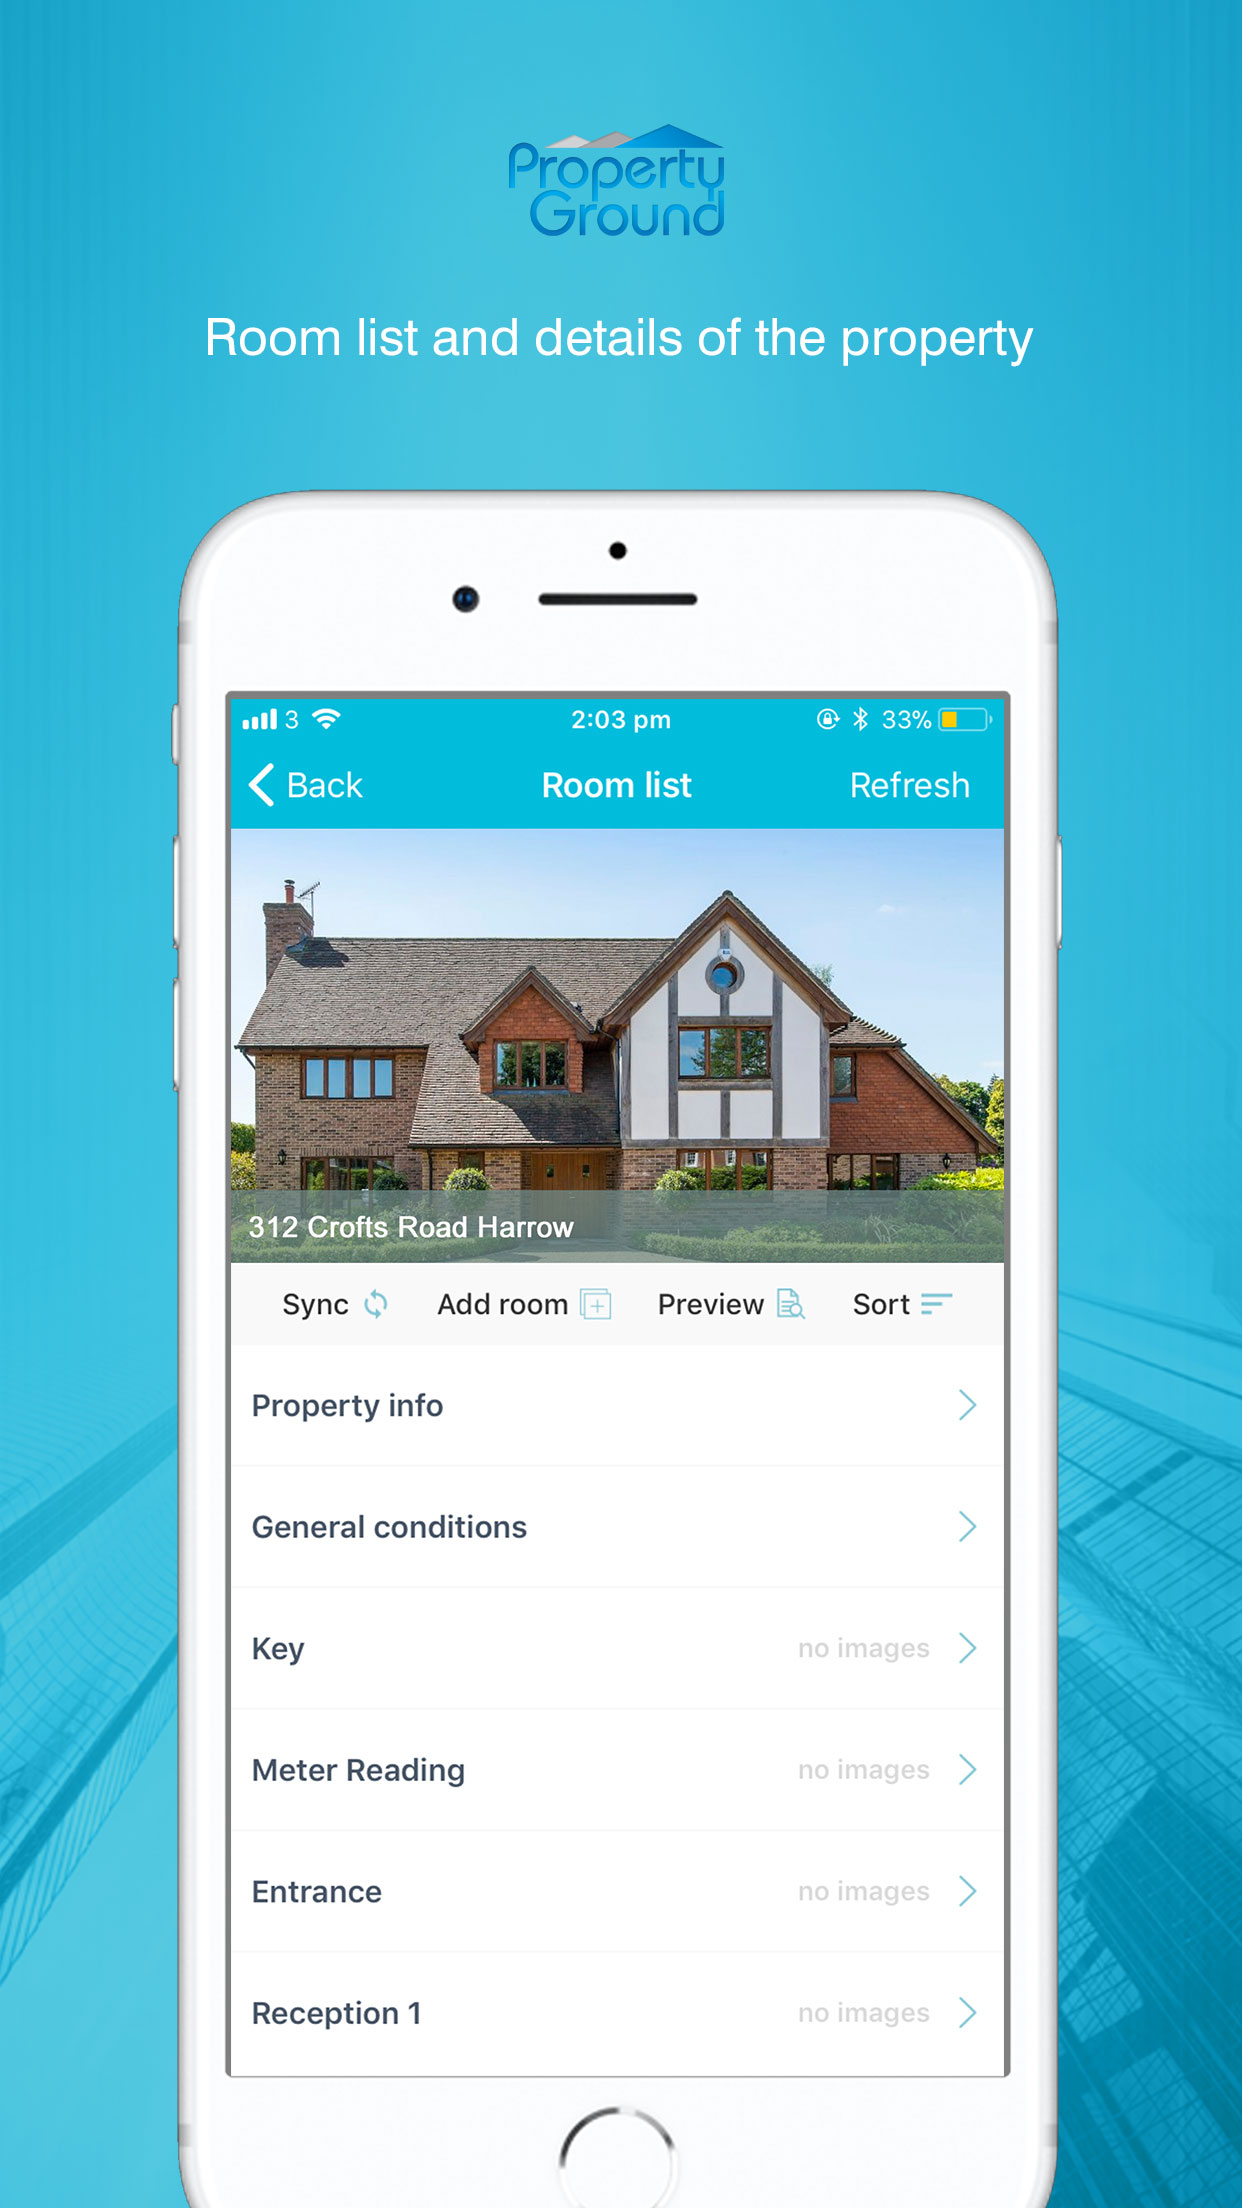 Property
Ground
Room list and details of the property
3 2:03 pm 33%
Back Room list Refresh
312 Crofts Road Harrow
Sync Add room Preview Sort
Property info
General conditions
Key no images
Meter Reading no images
Entrance no images
Reception 1 no images